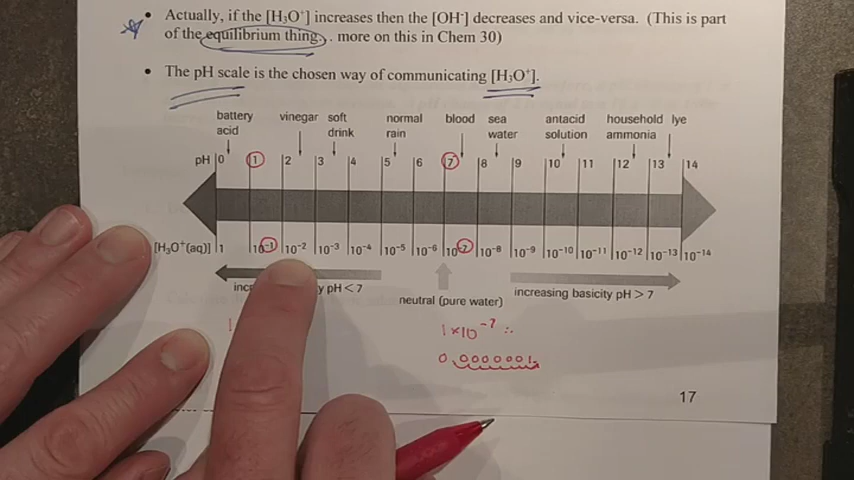 • Actually, if the [H₃O⁺] increases then the [OH⁻] decreases and vice-versa. (This is part
of the equilibrium thing. . more on this in Chem 30)
• The pH scale is the chosen way of communicating [H₃O⁺].
battery acid vinegar soft drink normal rain blood sea water antacid solution household ammonia lye
pH 0 1 2 3 4 5 6 7 8 9 10 11 12 13 14
[H₃O⁺(aq)] 1 10⁻¹ 10⁻² 10⁻³ 10⁻⁴ 10⁻⁵ 10⁻⁶ 10⁻⁷ 10⁻⁸ 10⁻⁹ 10⁻¹⁰ 10⁻¹¹ 10⁻¹² 10⁻¹³ 10⁻¹⁴
pH < 7 increasing basicity pH > 7
neutral (pure water)
1 × 10⁻⁷ ∴
0.0000001
17